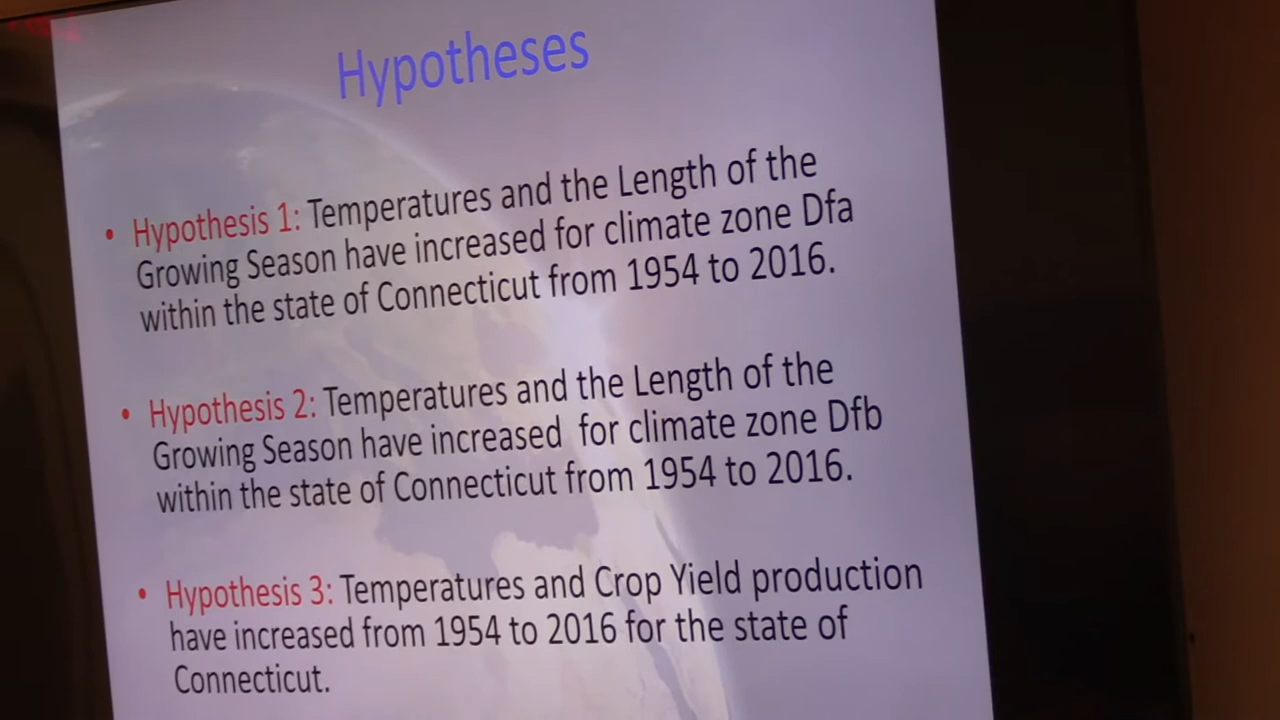 Hypotheses
• Hypothesis 1: Temperatures and the Length of the
Growing Season have increased for climate zone Dfa
within the state of Connecticut from 1954 to 2016.
• Hypothesis 2: Temperatures and the Length of the
Growing Season have increased for climate zone Dfb
within the state of Connecticut from 1954 to 2016.
• Hypothesis 3: Temperatures and Crop Yield production
have increased from 1954 to 2016 for the state of
Connecticut.